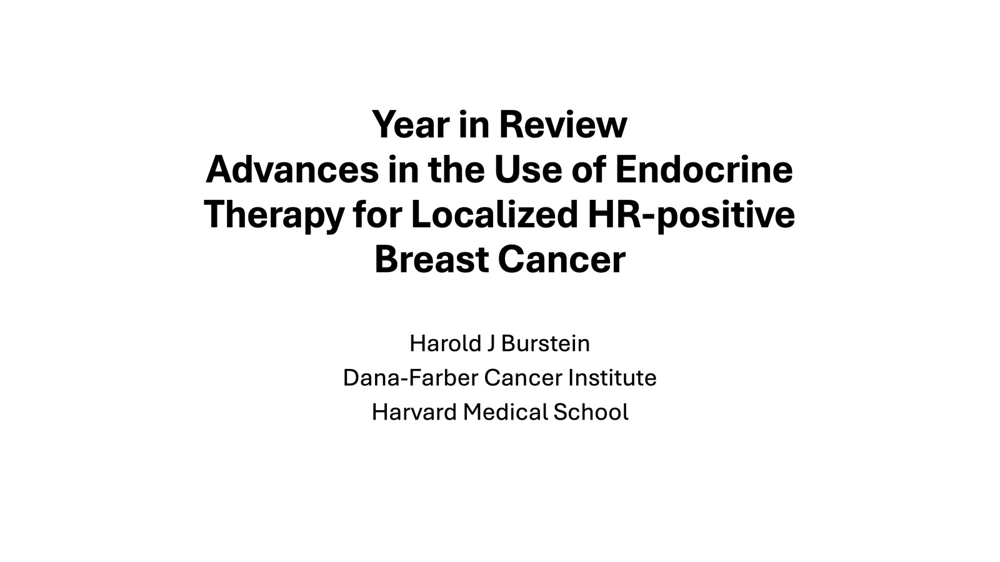 Year in Review
Advances in the Use of Endocrine
Therapy for Localized HR-positive
Breast Cancer
Harold J Burstein
Dana-Farber Cancer Institute
Harvard Medical School